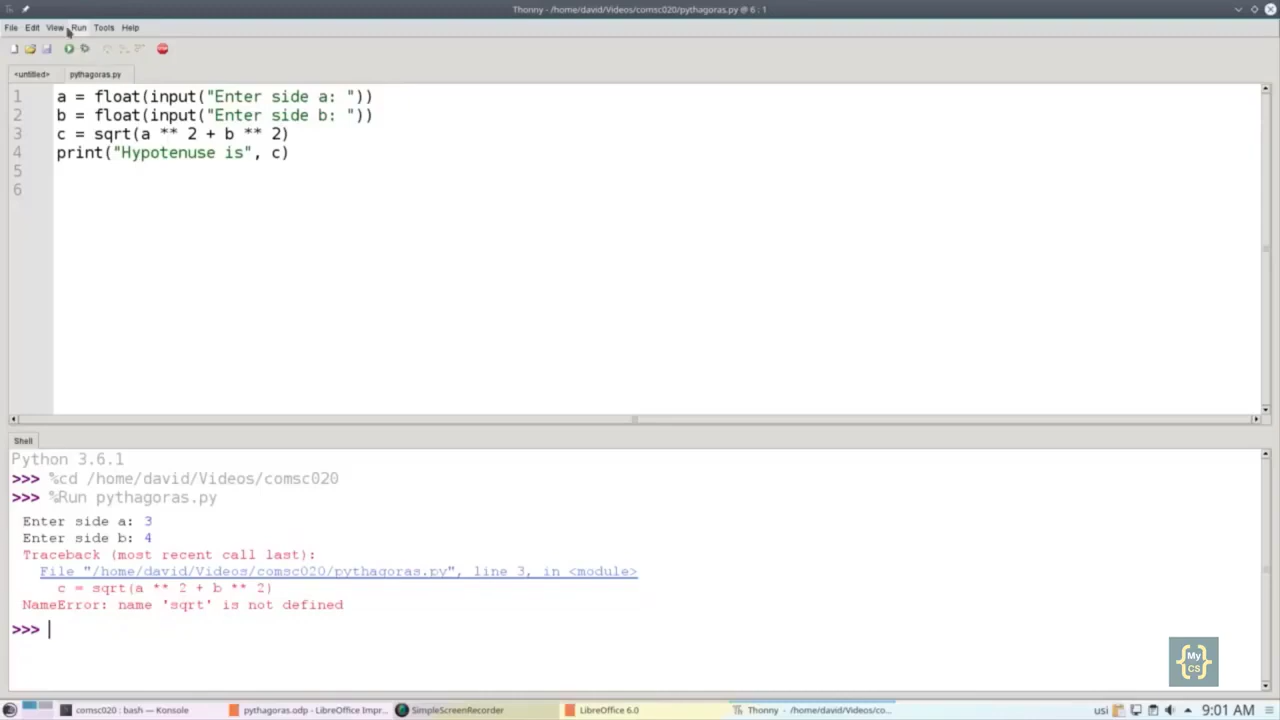 Thonny - /home/david/Videos/comsc020/pythagoras.py @ 6 : 1
File Edit View Run Tools Help
<untitled> pythagoras.py
1 a = float(input("Enter side a: "))
2 b = float(input("Enter side b: "))
3 c = sqrt(a ** 2 + b ** 2)
4 print("Hypotenuse is", c)
5
6
Shell
Python 3.6.1
>>> %cd /home/david/Videos/comsc020
>>> %Run pythagoras.py
Enter side a: 3
Enter side b: 4
Traceback (most recent call last):
File "/home/david/Videos/comsc020/pythagoras.py", line 3, in <module>
c = sqrt(a ** 2 + b ** 2)
NameError: name 'sqrt' is not defined
>>>
{My CS}
comsc020 : bash — Konsole pythagoras.odp - LibreOffice Impr... SimpleScreenRecorder LibreOffice 6.0 Thonny - /home/david/Videos/co... usi 9:01 AM